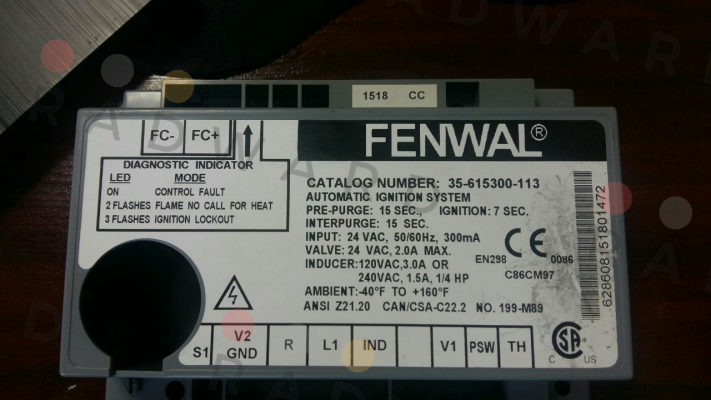 1518 CC
FC- FC+
FENWAL®
DIAGNOSTIC INDICATOR
LED MODE
ON CONTROL FAULT
2 FLASHES FLAME NO CALL FOR HEAT
3 FLASHES IGNITION LOCKOUT
CATALOG NUMBER: 35-615300-113
AUTOMATIC IGNITION SYSTEM
PRE-PURGE: 15 SEC., IGNITION: 7 SEC.
INTERPURGE: 15 SEC.
INPUT: 24 VAC, 50/60Hz, 300mA
VALVE: 24 VAC, 2.0A MAX.
INDUCER: 120VAC, 3.0A OR
240VAC, 1.5A, 1/4 HP
AMBIENT: -40°F TO +160°F
ANSI Z21.20 CAN/CSA-C22.2 NO. 199-M89
CE
EN298 0086
C86CM97
628608151801472
S1 V2 GND R L1 IND V1 PSW TH
C SA US
RADWARD